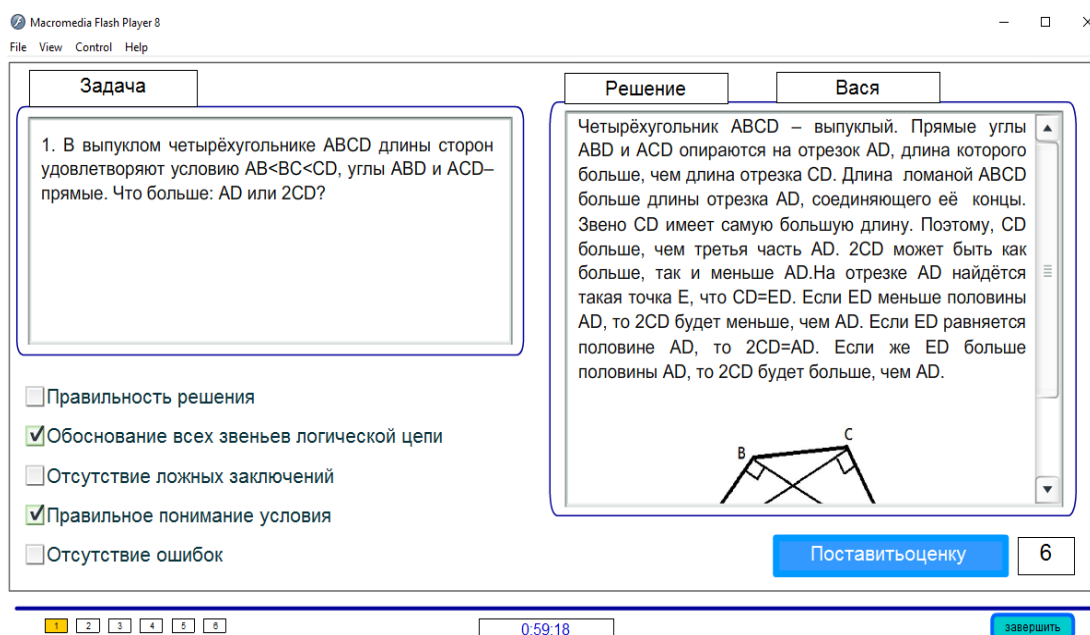 Macromedia Flash Player 8
File View Control Help
Задача
1. В выпуклом четырёхугольнике ABCD длины сторон
удовлетворяют условию AB<BC<CD, углы ABD и ACD–
прямые. Что больше: AD или 2CD?
Правильность решения
Обоснование всех звеньев логической цепи
Отсутствие ложных заключений
Правильное понимание условия
Отсутствие ошибок
Решение
Вася
Четырёхугольник ABCD – выпуклый. Прямые углы
ABD и ACD опираются на отрезок AD, длина которого
больше, чем длина отрезка CD. Длина ломаной ABCD
больше длины отрезка AD, соединяющего её концы.
Звено CD имеет самую большую длину. Поэтому, CD
больше, чем третья часть AD. 2CD может быть как
больше, так и меньше AD.На отрезке AD найдётся
такая точка E, что CD=ED. Если ED меньше половины
AD, то 2CD будет меньше, чем AD. Если ED равняется
половине AD, то 2CD=AD. Если же ED больше
половины AD, то 2CD будет больше, чем AD.
B
C
Поставитьоценку
6
1 2 3 4 5 6
0:59:18
завершить